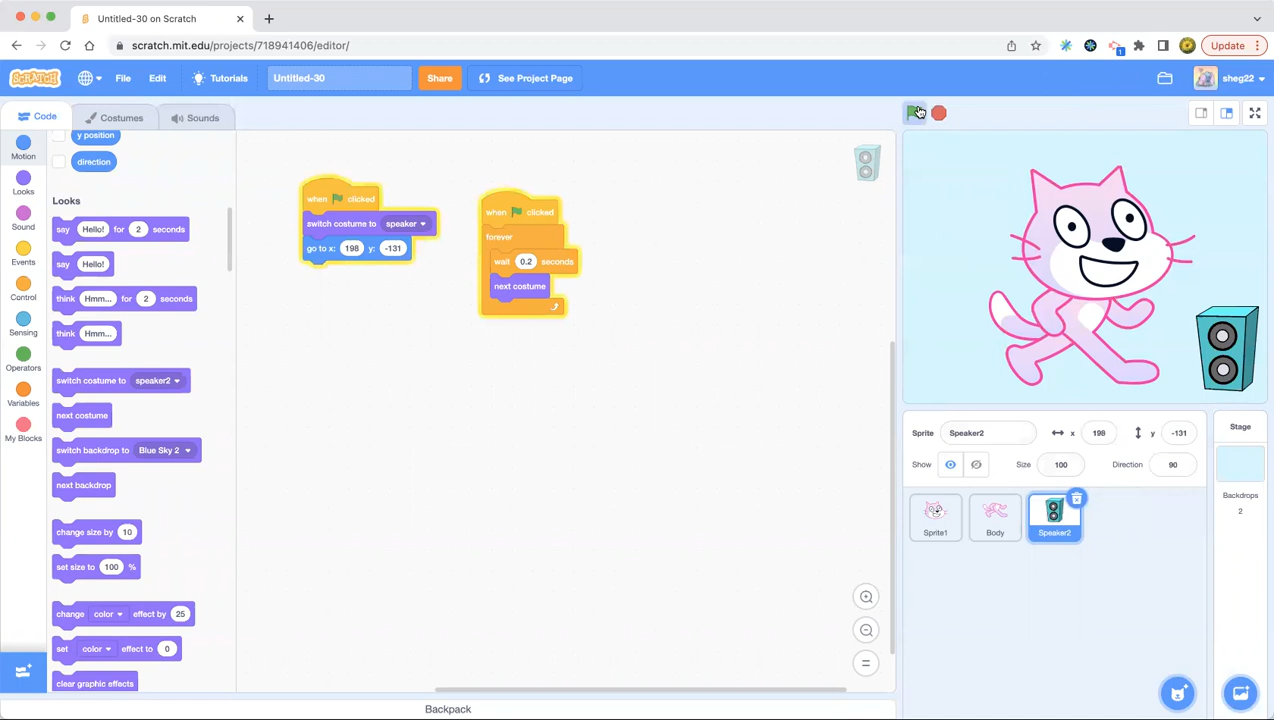 Untitled-30 on Scratch
scratch.mit.edu/projects/718941406/editor/
1
Update
SCRATCH
File
Edit
Tutorials
Untitled-30
Share
See Project Page
sheg22
Code
Costumes
Sounds
Motion
Looks
Sound
Events
Control
Sensing
Operators
Variables
My Blocks
y position
direction
Looks
say Hello! for 2 seconds
say Hello!
think Hmm... for 2 seconds
think Hmm...
switch costume to speaker2
next costume
switch backdrop to Blue Sky 2
next backdrop
change size by 10
set size to 100 %
change color effect by 25
set color effect to 0
clear graphic effects
when clicked
switch costume to speaker
go to x: 198 y: -131
when clicked
forever
wait 0.2 seconds
next costume
Sprite Speaker2 x 198 y -131
Show Size 100 Direction 90
Sprite1
Body
Speaker2
Stage
Backdrops
2
Backpack